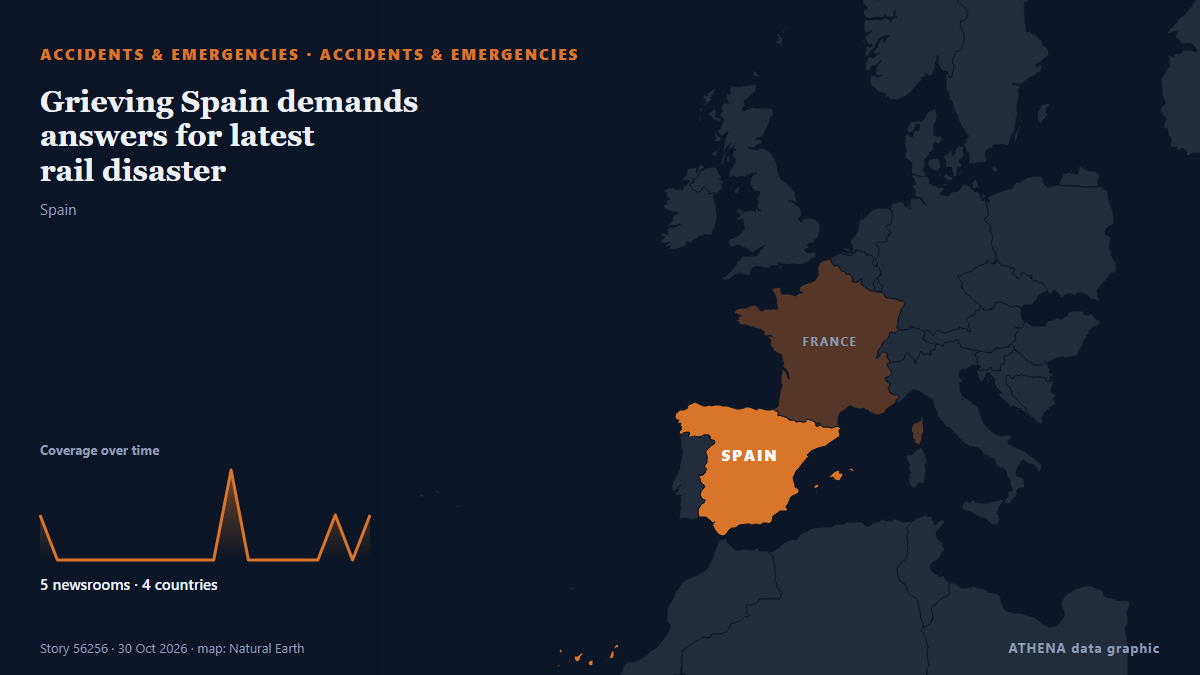 ACCIDENTS & EMERGENCIES · ACCIDENTS & EMERGENCIES
Grieving Spain demands
answers for latest
rail disaster
Spain
FRANCE
SPAIN
Coverage over time
5 newsrooms · 4 countries
Story 56256 · 30 Oct 2026 · map: Natural Earth
ATHENA data graphic